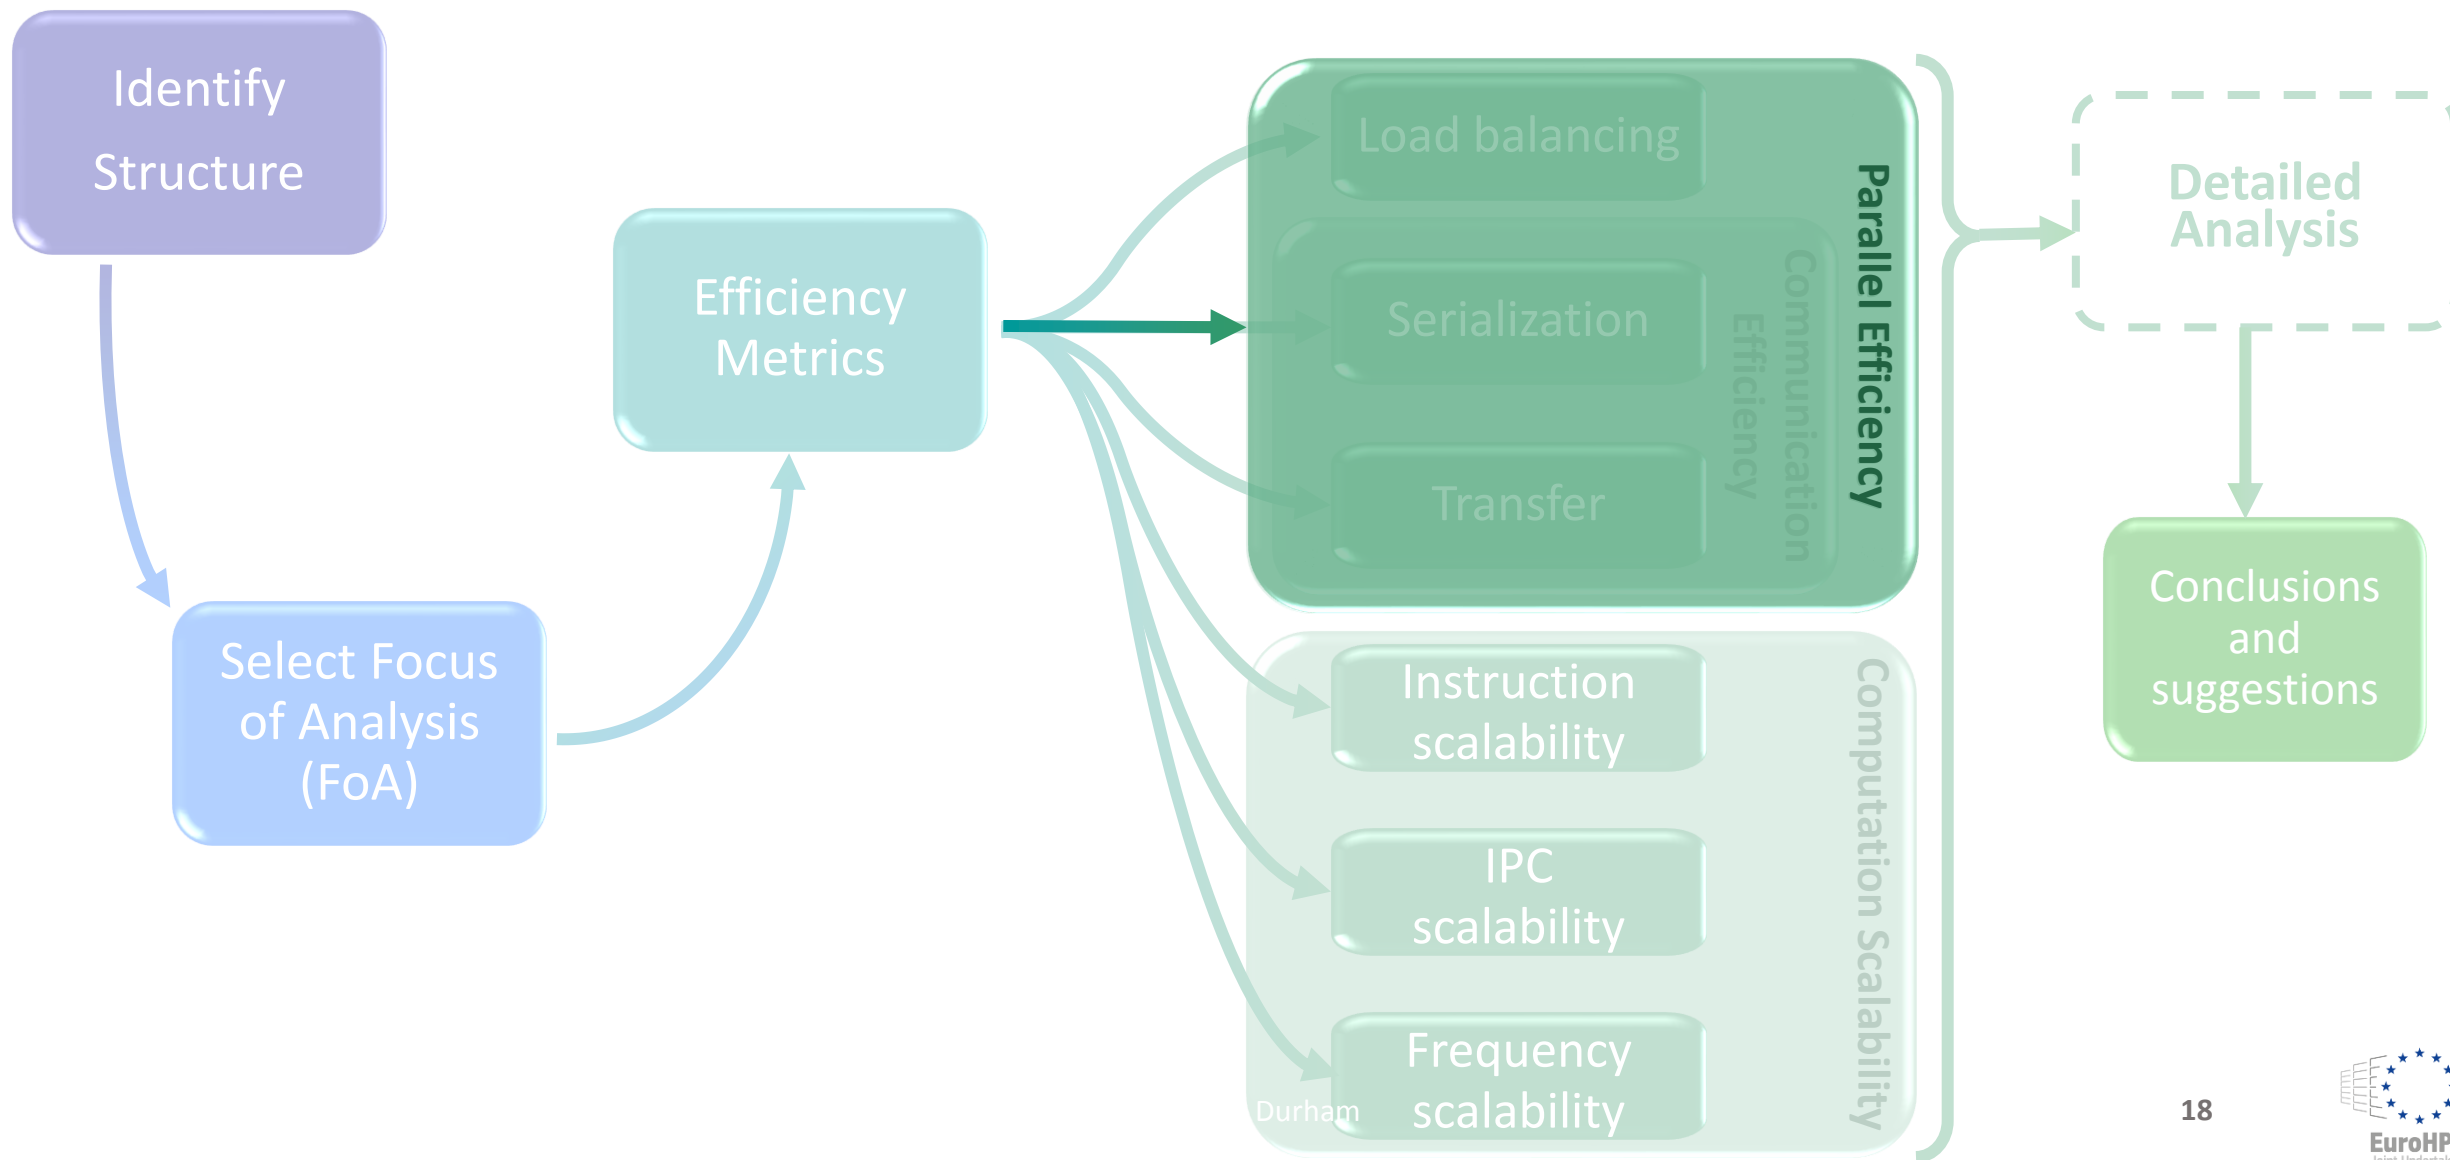 Identify
Structure
Select Focus
of Analysis
(FoA)
Efficiency
Metrics
Load balancing
Serialization
Transfer
Communication
Efficiency
Parallel Efficiency
Instruction
scalability
IPC
scalability
Frequency
scalability
Computation Scalability
Durham
Detailed
Analysis
Conclusions
and
suggestions
18
EuroHP